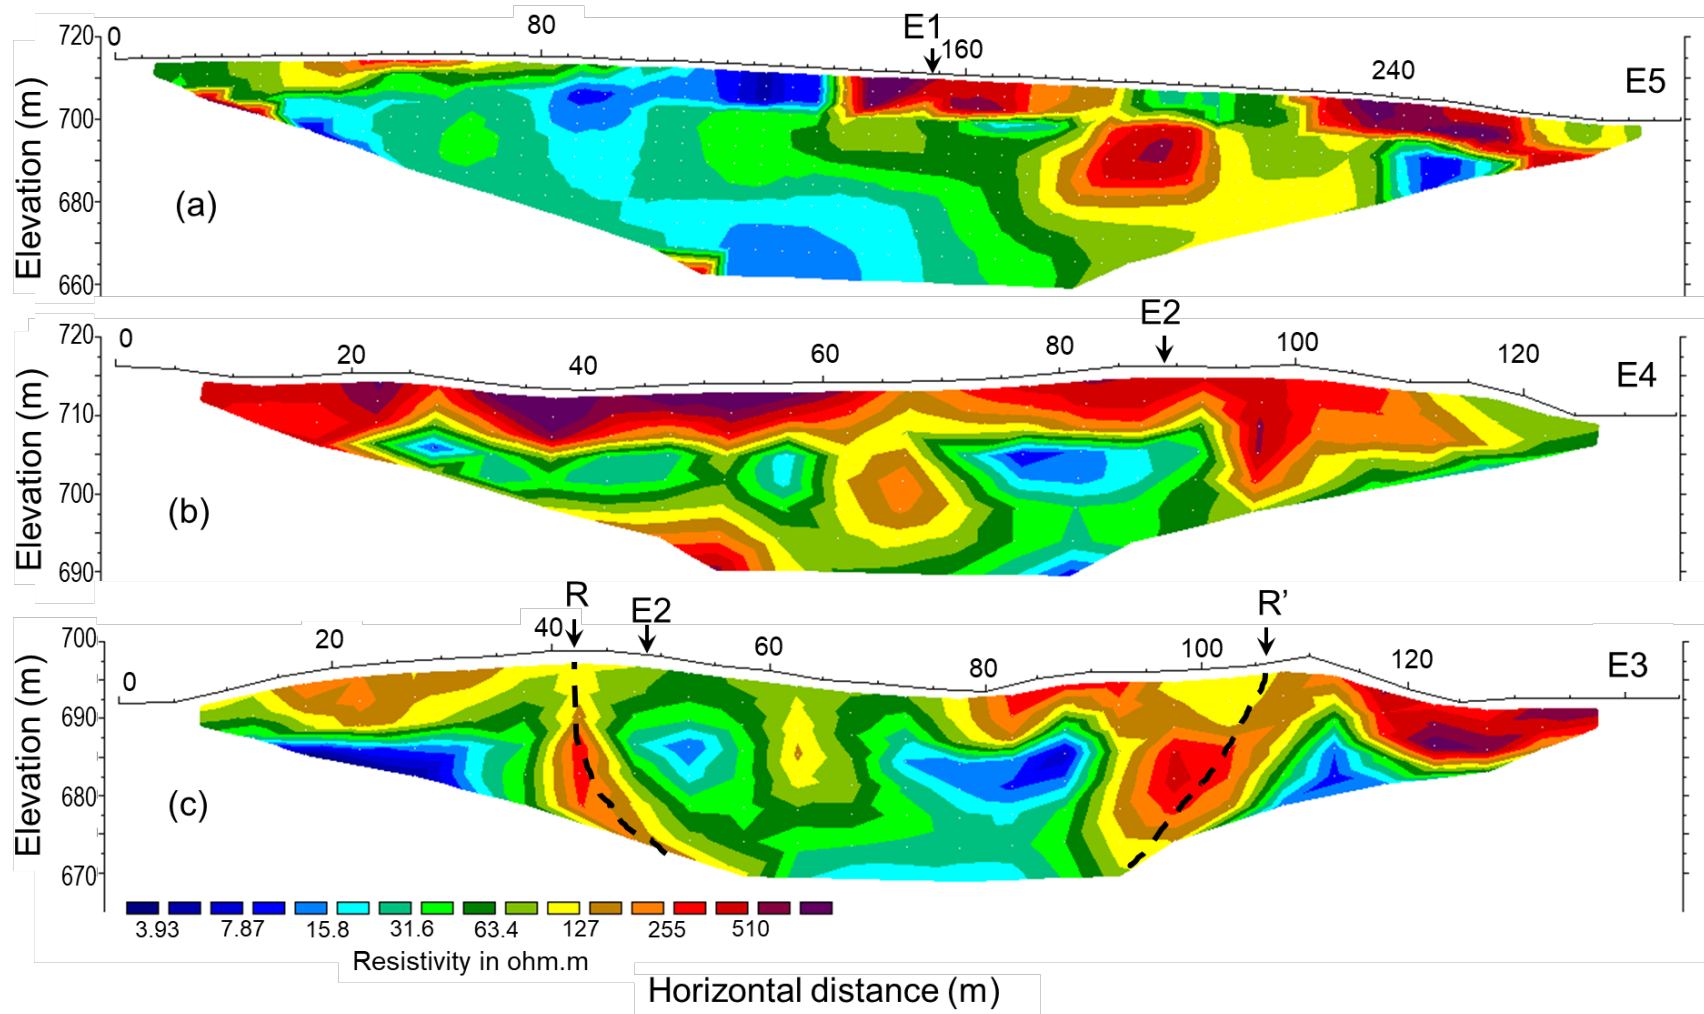 E1
720 0 80 160 240 E5
700
680
660
Elevation (m)
(a)
E2
720 0 20 40 60 80 100 120 E4
710
700
690
Elevation (m)
(b)
R E2 R’
700 0 20 40 60 80 100 120 E3
690
680
670
Elevation (m)
(c)
3.93 7.87 15.8 31.6 63.4 127 255 510
Resistivity in ohm.m
Horizontal distance (m)